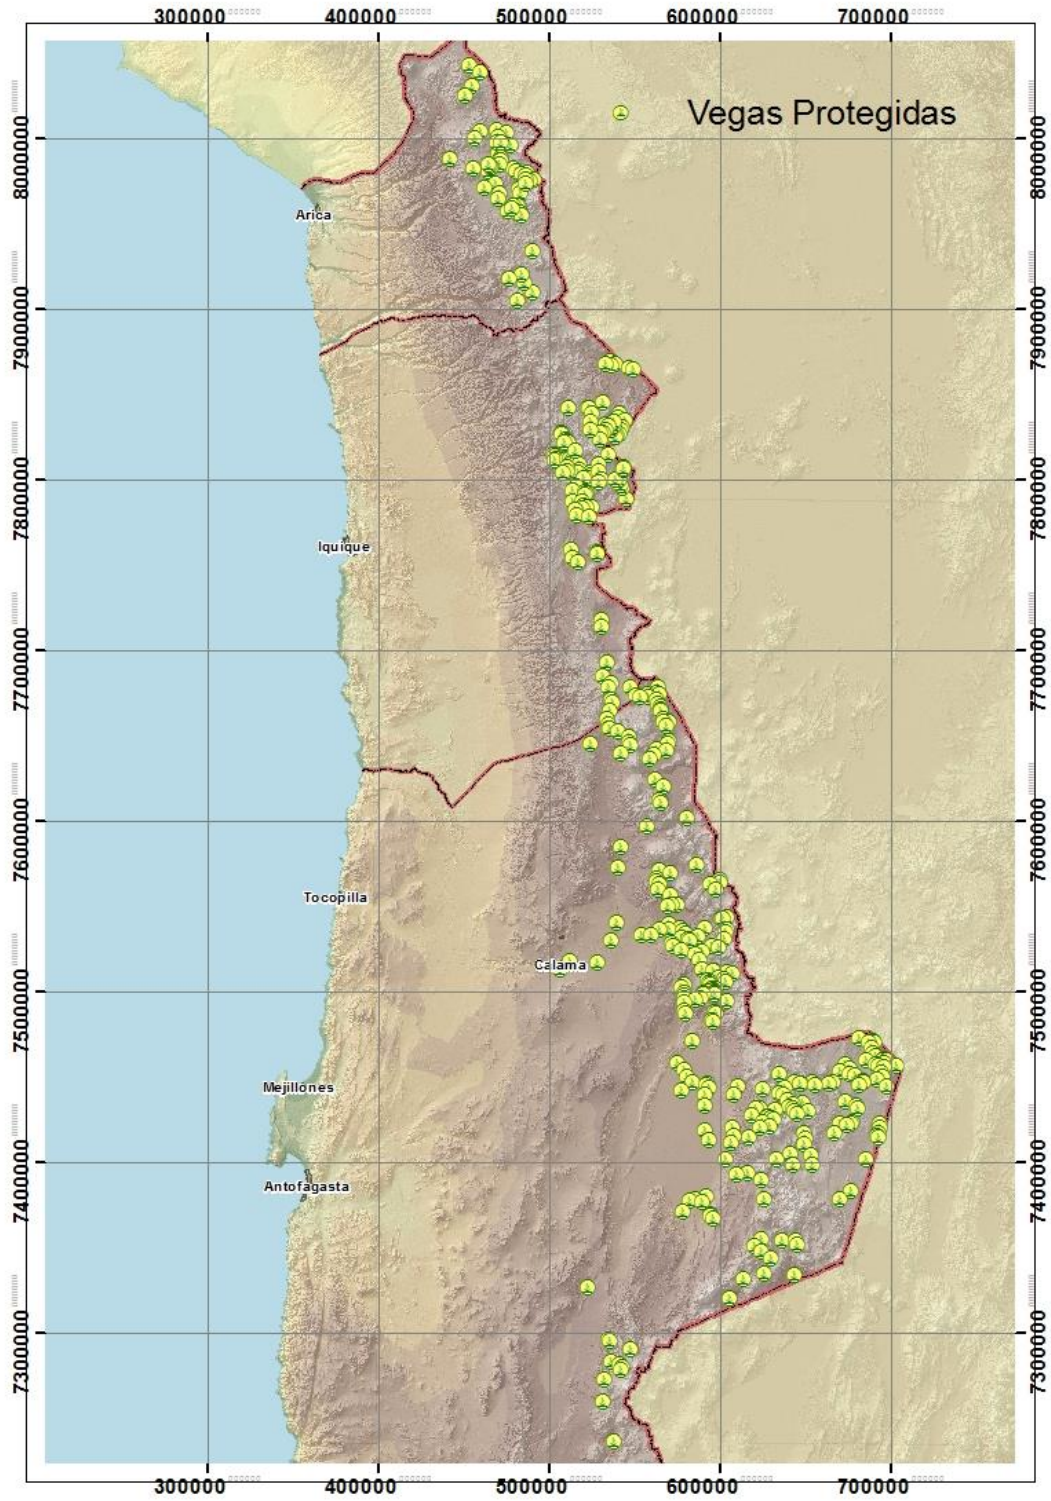 300000 400000 500000 600000 700000
Vegas Protegidas
8000000 8000000
Arica
7900000 7900000
7800000 7800000
Iquique
7700000 7700000
7600000 7600000
Tocopilla
Calama
7500000 7500000
Mejillones
7400000 7400000
Antofagasta
7300000 7300000
300000 400000 500000 600000 700000